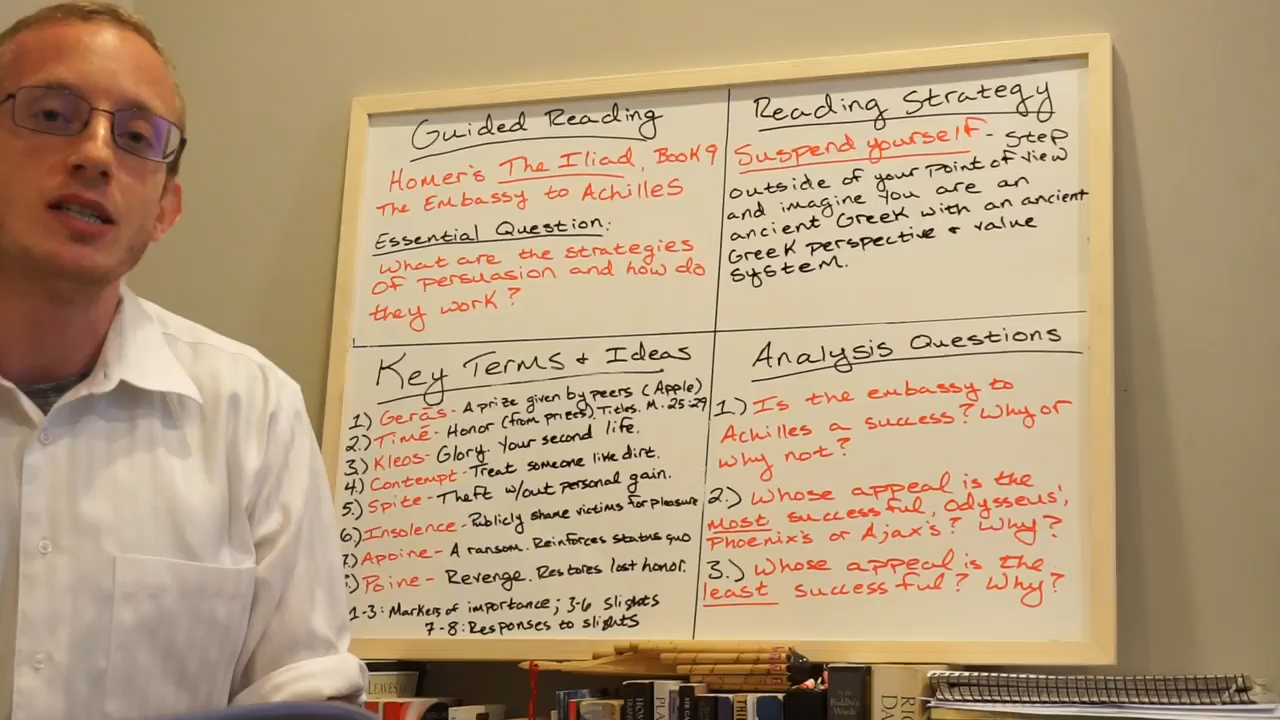 Guided Reading
Homer's The Iliad, Book 9
The Embassy to Achilles
Essential Question:
What are the strategies
of persuasion and how do
they work?
Reading Strategy
Suspend yourself - Step
outside of your point of view
and imagine you are an
ancient Greek with an ancient
Greek perspective + value
system.
Key Terms + Ideas
1.) Gerās - A prize given by peers (Apple)
2.) Timē - Honor (from prizes) Titles. M. 25:29
3.) Kleos - Glory. Your second life.
4.) Contempt - Treat someone like dirt.
5.) Spite - Theft w/out personal gain.
6.) Insolence - Publicly shame victims for pleasure
7.) Apoine - A ransom. Reinforces status quo
.) Poine - Revenge. Restores lost honor.
1-3: Markers of importance; 3-6 slights
7-8: Responses to slights
Analysis Questions
1.) Is the embassy to
Achilles a success? Why or
why not?
2.) Whose appeal is the
most successful, Odysseus',
Phoenix's or Ajax's? Why?
3.) Whose appeal is the
least successful? Why?
LEAVES OF